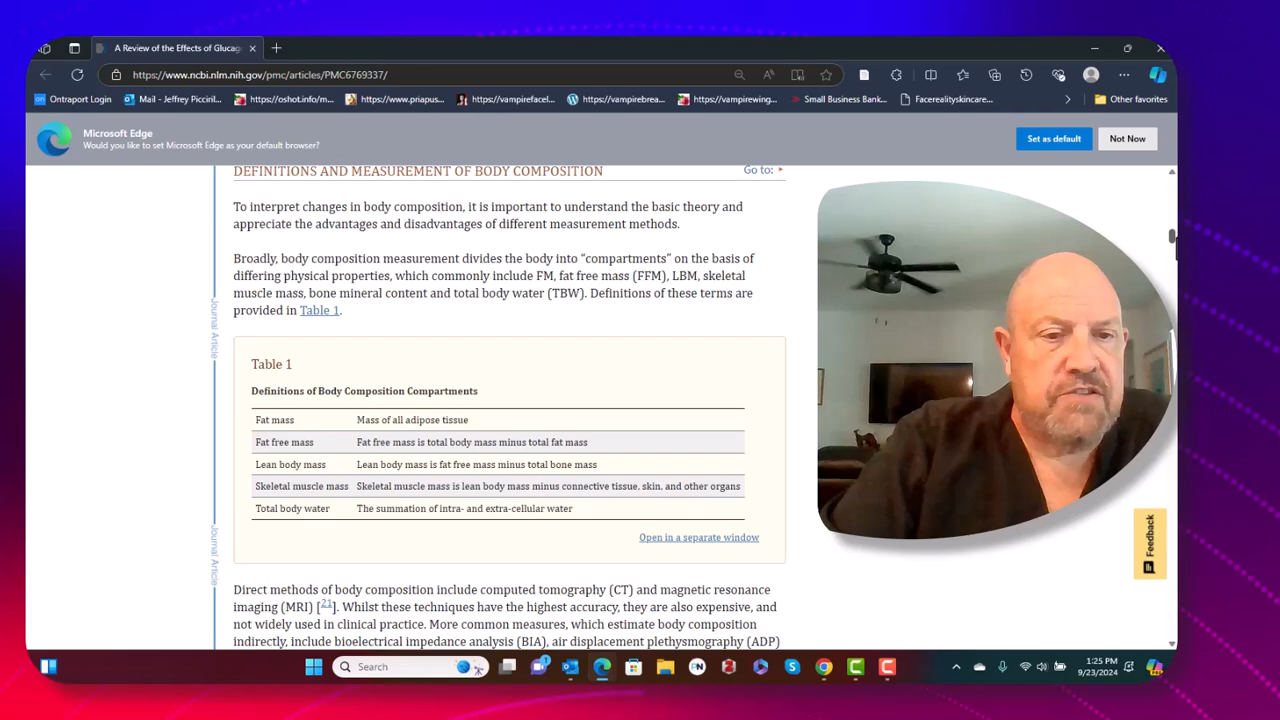 A Review of the Effects of Glucag
https://www.ncbi.nlm.nih.gov/pmc/articles/PMC6769337/
Ontraport Login
Mail - Jeffrey Picciril...
https://oshot.info/m...
https://www.priapus...
https://vampirefacel...
https://vampirebrea...
https://vampirewing...
Small Business Bank...
Facerealityskincare...
Other favorites
Microsoft Edge
Would you like to set Microsoft Edge as your default browser?
Set as default
Not Now
DEFINITIONS AND MEASUREMENT OF BODY COMPOSITION
Go to:
To interpret changes in body composition, it is important to understand the basic theory and
appreciate the advantages and disadvantages of different measurement methods.
Broadly, body composition measurement divides the body into “compartments” on the basis of
differing physical properties, which commonly include FM, fat free mass (FFM), LBM, skeletal
muscle mass, bone mineral content and total body water (TBW). Definitions of these terms are
provided in Table 1.
Journal Article
Table 1
Definitions of Body Composition Compartments
Fat mass Mass of all adipose tissue
Fat free mass Fat free mass is total body mass minus total fat mass
Lean body mass Lean body mass is fat free mass minus total bone mass
Skeletal muscle mass Skeletal muscle mass is lean body mass minus connective tissue, skin, and other organs
Total body water The summation of intra- and extra-cellular water
Open in a separate window
Journal Article
Feedback
Direct methods of body composition include computed tomography (CT) and magnetic resonance
imaging (MRI) [21]. Whilst these techniques have the highest accuracy, they are also expensive, and
not widely used in clinical practice. More common measures, which estimate body composition
indirectly, include bioelectrical impedance analysis (BIA), air displacement plethysmography (ADP)
Search
1:25 PM
9/23/2024